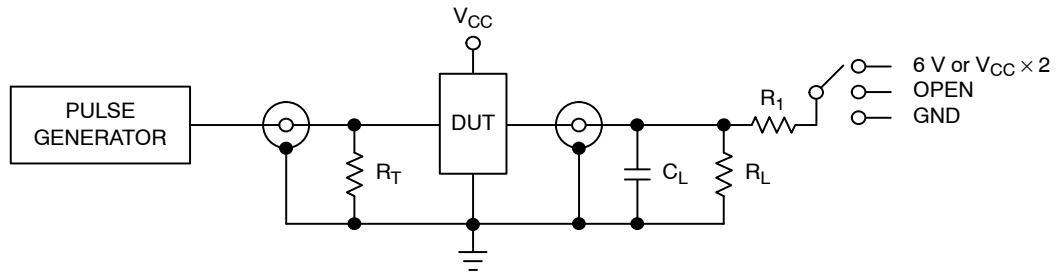 V_CC
6 V or V_CC × 2
OPEN
GND
R_1
PULSE
GENERATOR
DUT
R_T
C_L
R_L